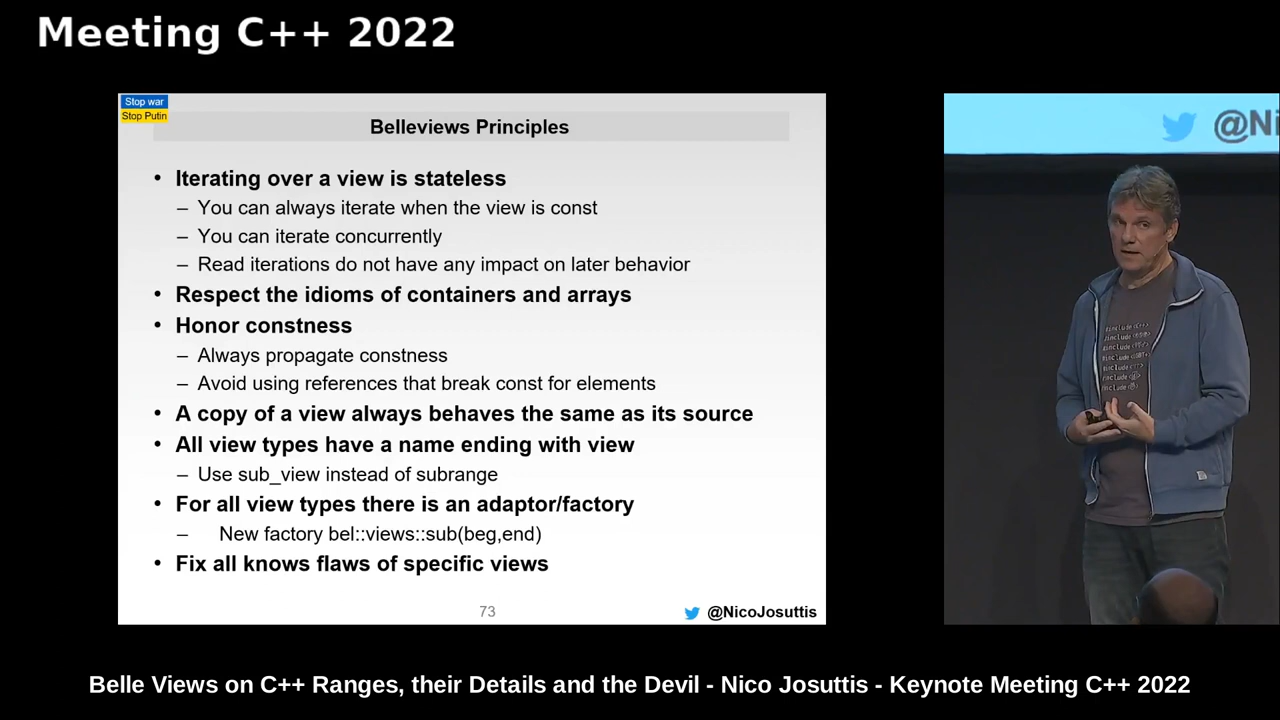 Meeting C++ 2022
Stop war
Stop Putin
Belleviews Principles
• Iterating over a view is stateless
– You can always iterate when the view is const
– You can iterate concurrently
– Read iterations do not have any impact on later behavior
• Respect the idioms of containers and arrays
• Honor constness
– Always propagate constness
– Avoid using references that break const for elements
• A copy of a view always behaves the same as its source
• All view types have a name ending with view
– Use sub_view instead of subrange
• For all view types there is an adaptor/factory
– New factory bel::views::sub(beg,end)
• Fix all knows flaws of specific views
73
@NicoJosuttis
@Ni
#include <C++>
Belle Views on C++ Ranges, their Details and the Devil - Nico Josuttis - Keynote Meeting C++ 2022